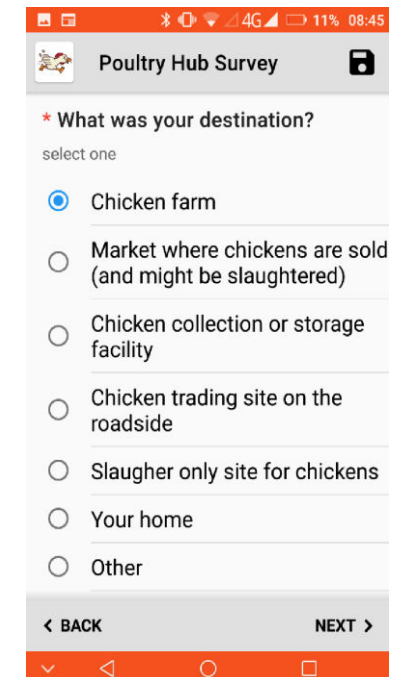 4G 11% 08:45
Poultry Hub Survey
* What was your destination?
select one
Chicken farm
Market where chickens are sold
(and might be slaughtered)
Chicken collection or storage
facility
Chicken trading site on the
roadside
Slaugher only site for chickens
Your home
Other
< BACK NEXT >